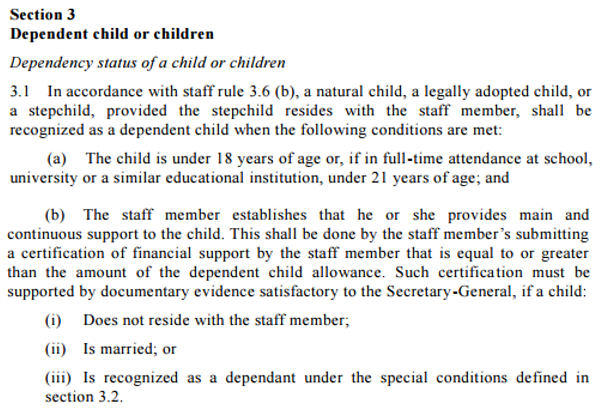 Section 3
Dependent child or children
Dependency status of a child or children
3.1 In accordance with staff rule 3.6 (b), a natural child, a legally adopted child, or
a stepchild, provided the stepchild resides with the staff member, shall be
recognized as a dependent child when the following conditions are met:
(a) The child is under 18 years of age or, if in full-time attendance at school,
university or a similar educational institution, under 21 years of age; and
(b) The staff member establishes that he or she provides main and
continuous support to the child. This shall be done by the staff member's submitting
a certification of financial support by the staff member that is equal to or greater
than the amount of the dependent child allowance. Such certification must be
supported by documentary evidence satisfactory to the Secretary-General, if a child:
(i) Does not reside with the staff member;
(ii) Is married; or
(iii) Is recognized as a dependant under the special conditions defined in
section 3.2.